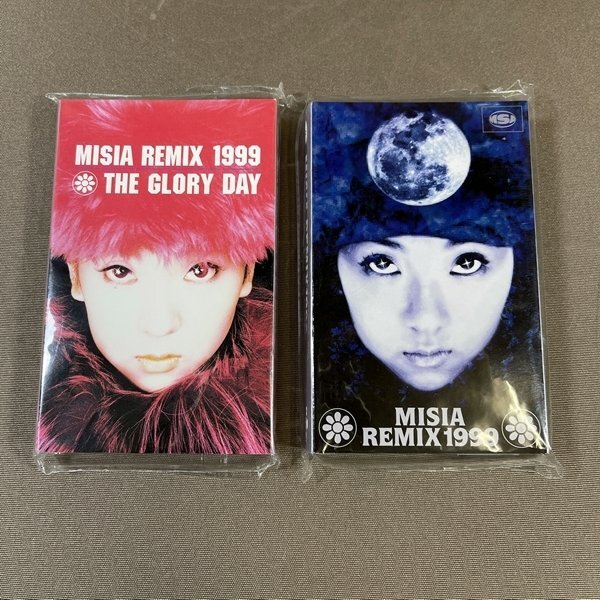 MISIA REMIX 1999
THE GLORY DAY
MISIA
REMIX 1999